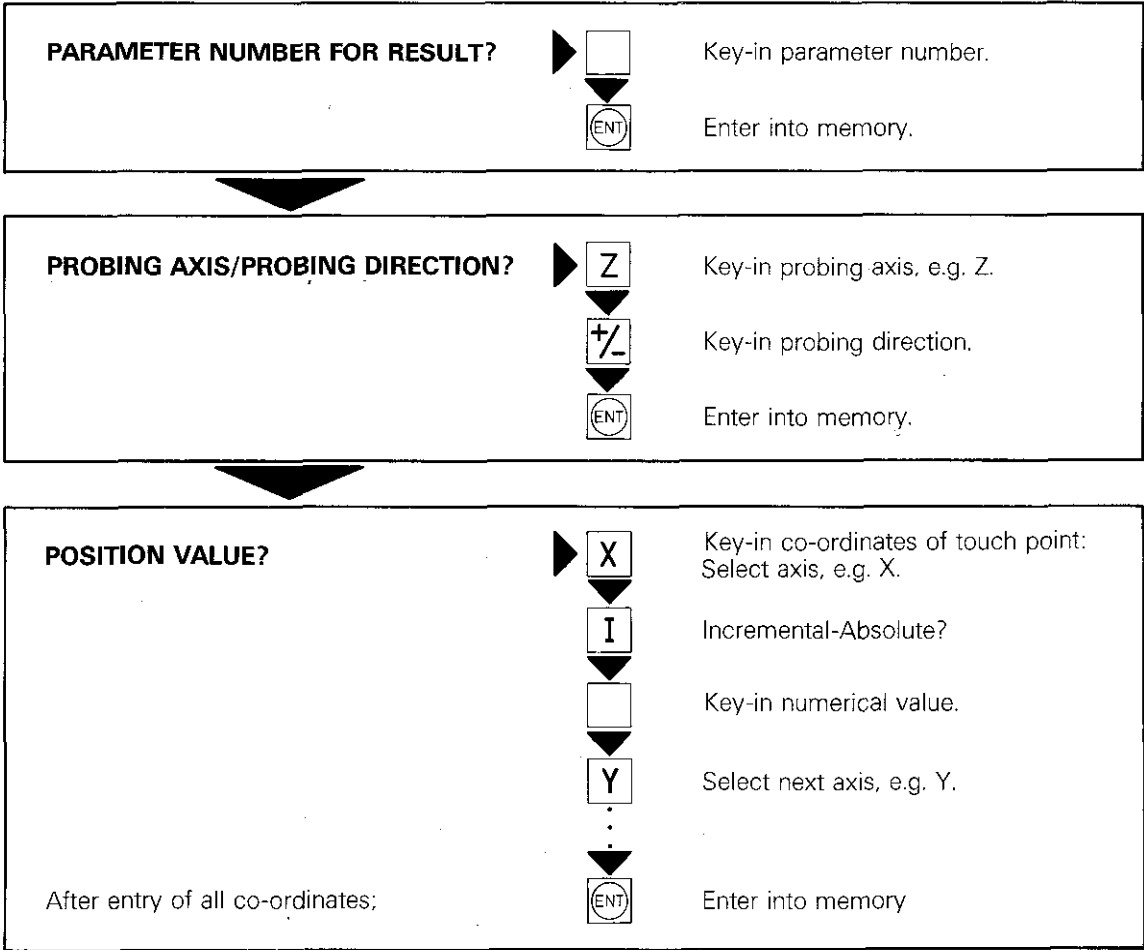 PARAMETER NUMBER FOR RESULT?
Key-in parameter number.
ENT
Enter into memory.
PROBING AXIS/PROBING DIRECTION?
Z
Key-in probing axis, e.g. Z.
+/-
Key-in probing direction.
ENT
Enter into memory.
POSITION VALUE?
X
Key-in co-ordinates of touch point:
Select axis, e.g. X.
I
Incremental-Absolute?
Key-in numerical value.
Y
Select next axis, e.g. Y.
After entry of all co-ordinates;
ENT
Enter into memory